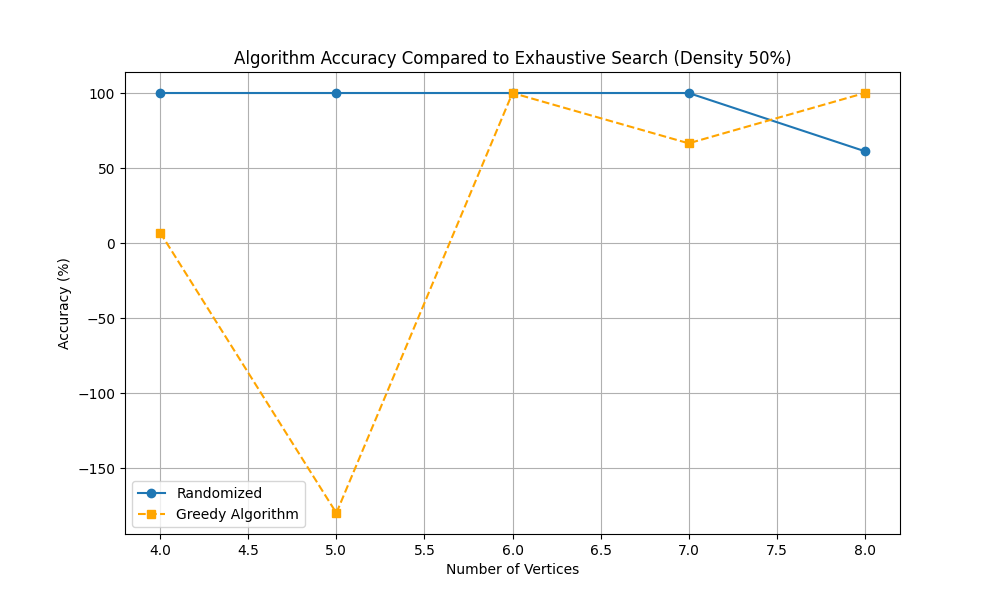 Algorithm Accuracy Compared to Exhaustive Search (Density 50%)
100
50
0
−50
−100
−150
Accuracy (%)
Randomized
Greedy Algorithm
4.0 4.5 5.0 5.5 6.0 6.5 7.0 7.5 8.0
Number of Vertices